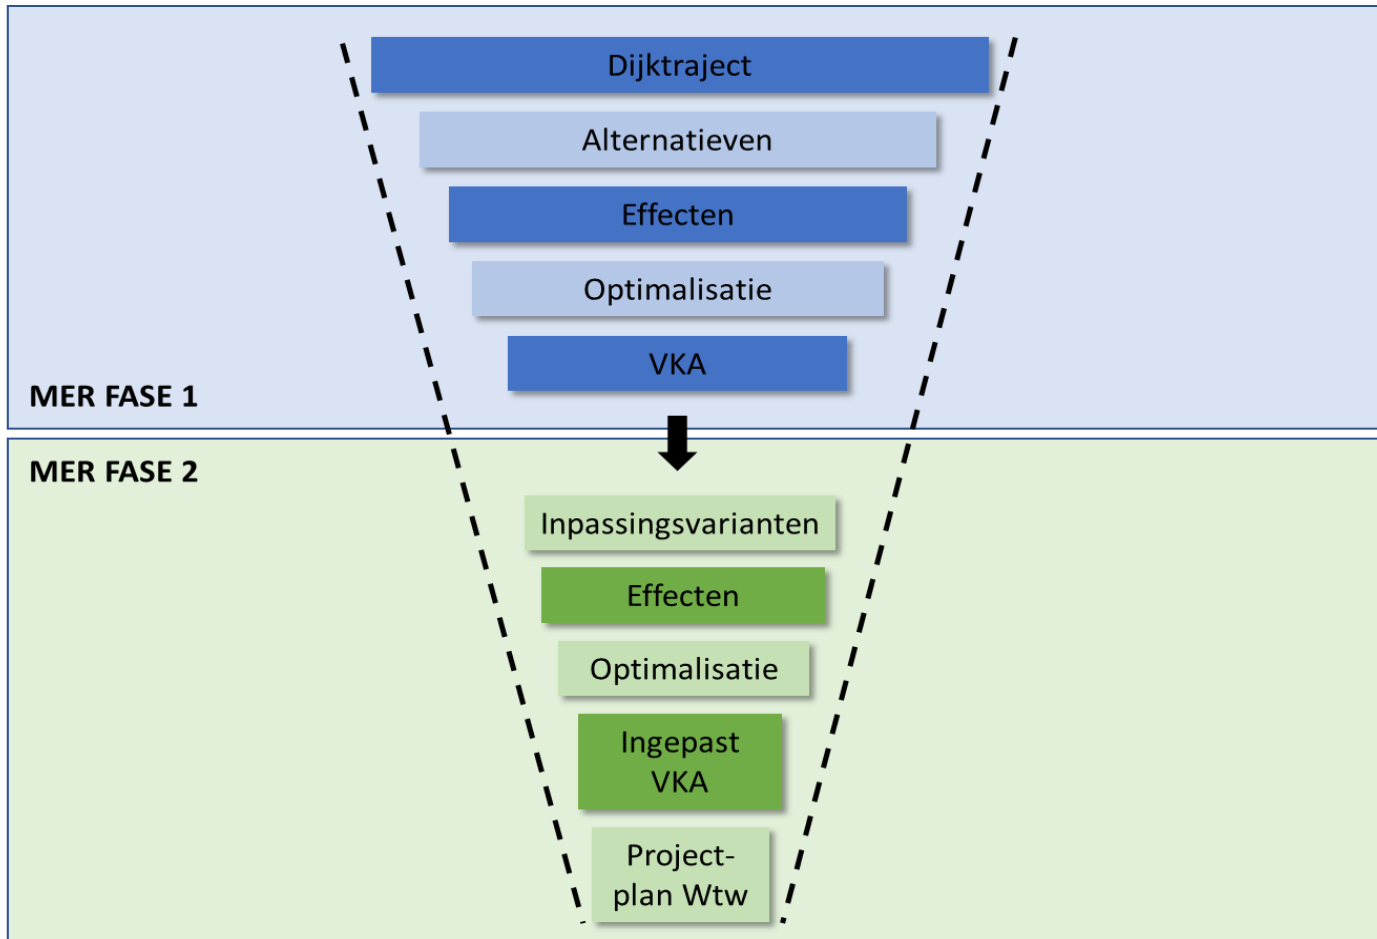 Dijktraject
Alternatieven
Effecten
Optimalisatie
VKA
MER FASE 1
MER FASE 2
Inpassingsvarianten
Effecten
Optimalisatie
Ingepast
VKA
Project-
plan Wtw